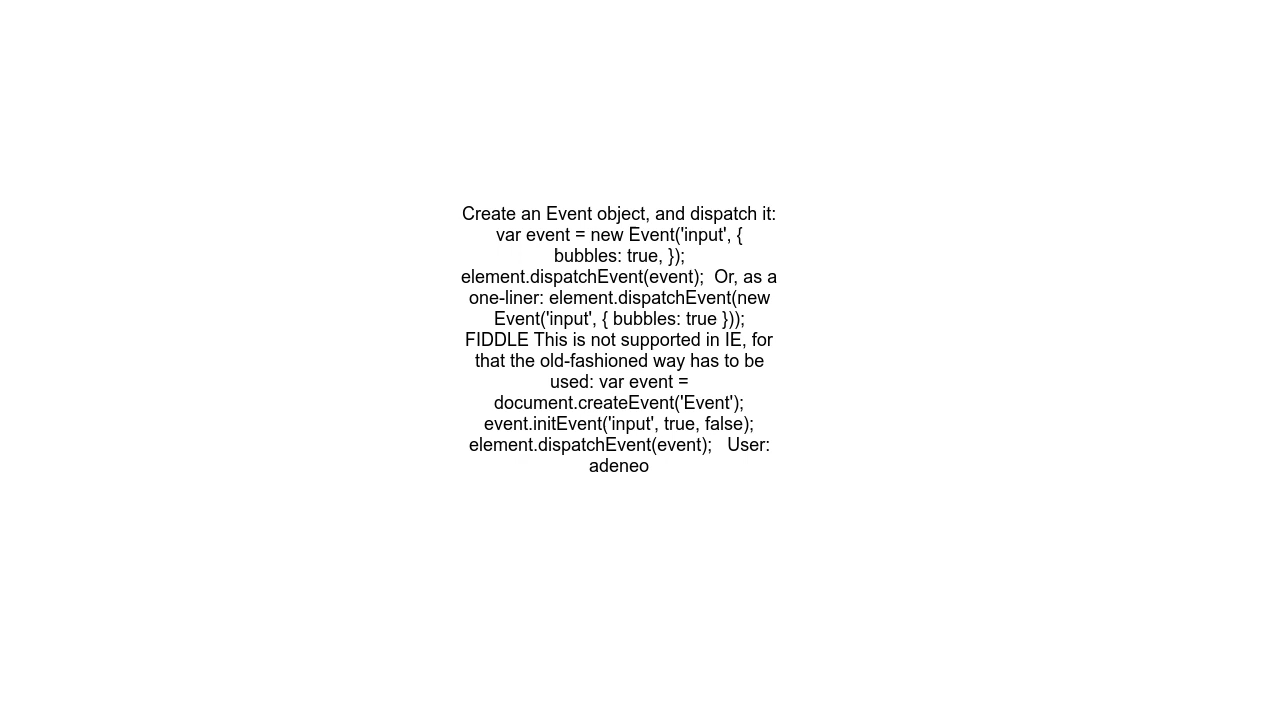 Create an Event object, and dispatch it:
var event = new Event('input', {
bubbles: true, });
element.dispatchEvent(event);  Or, as a
one-liner: element.dispatchEvent(new
Event('input', { bubbles: true }));
FIDDLE This is not supported in IE, for
that the old-fashioned way has to be
used: var event =
document.createEvent('Event');
event.initEvent('input', true, false);
element.dispatchEvent(event);   User:
adeneo